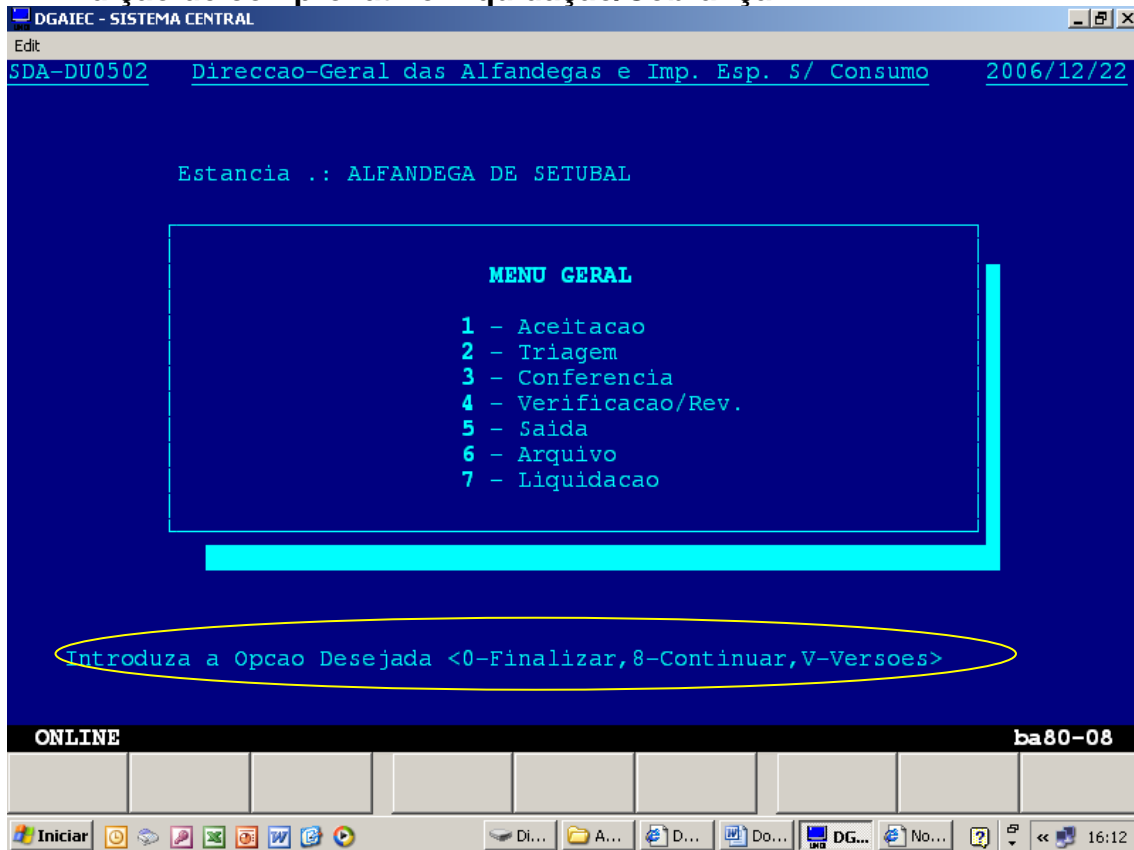 DGAIEC - SISTEMA CENTRAL
Edit
SDA-DU0502 Direccao-Geral das Alfandegas e Imp. Esp. S/ Consumo 2006/12/22
Estancia .: ALFANDEGA DE SETUBAL
MENU GERAL
1 - Aceitacao
2 - Triagem
3 - Conferencia
4 - Verificacao/Rev.
5 - Saida
6 - Arquivo
7 - Liquidacao
Introduza a Opcao Desejada <0-Finalizar,8-Continuar,V-Versoes>
ONLINE ba80-08
Iniciar Di... A... D... Do... DG... No... 16:12